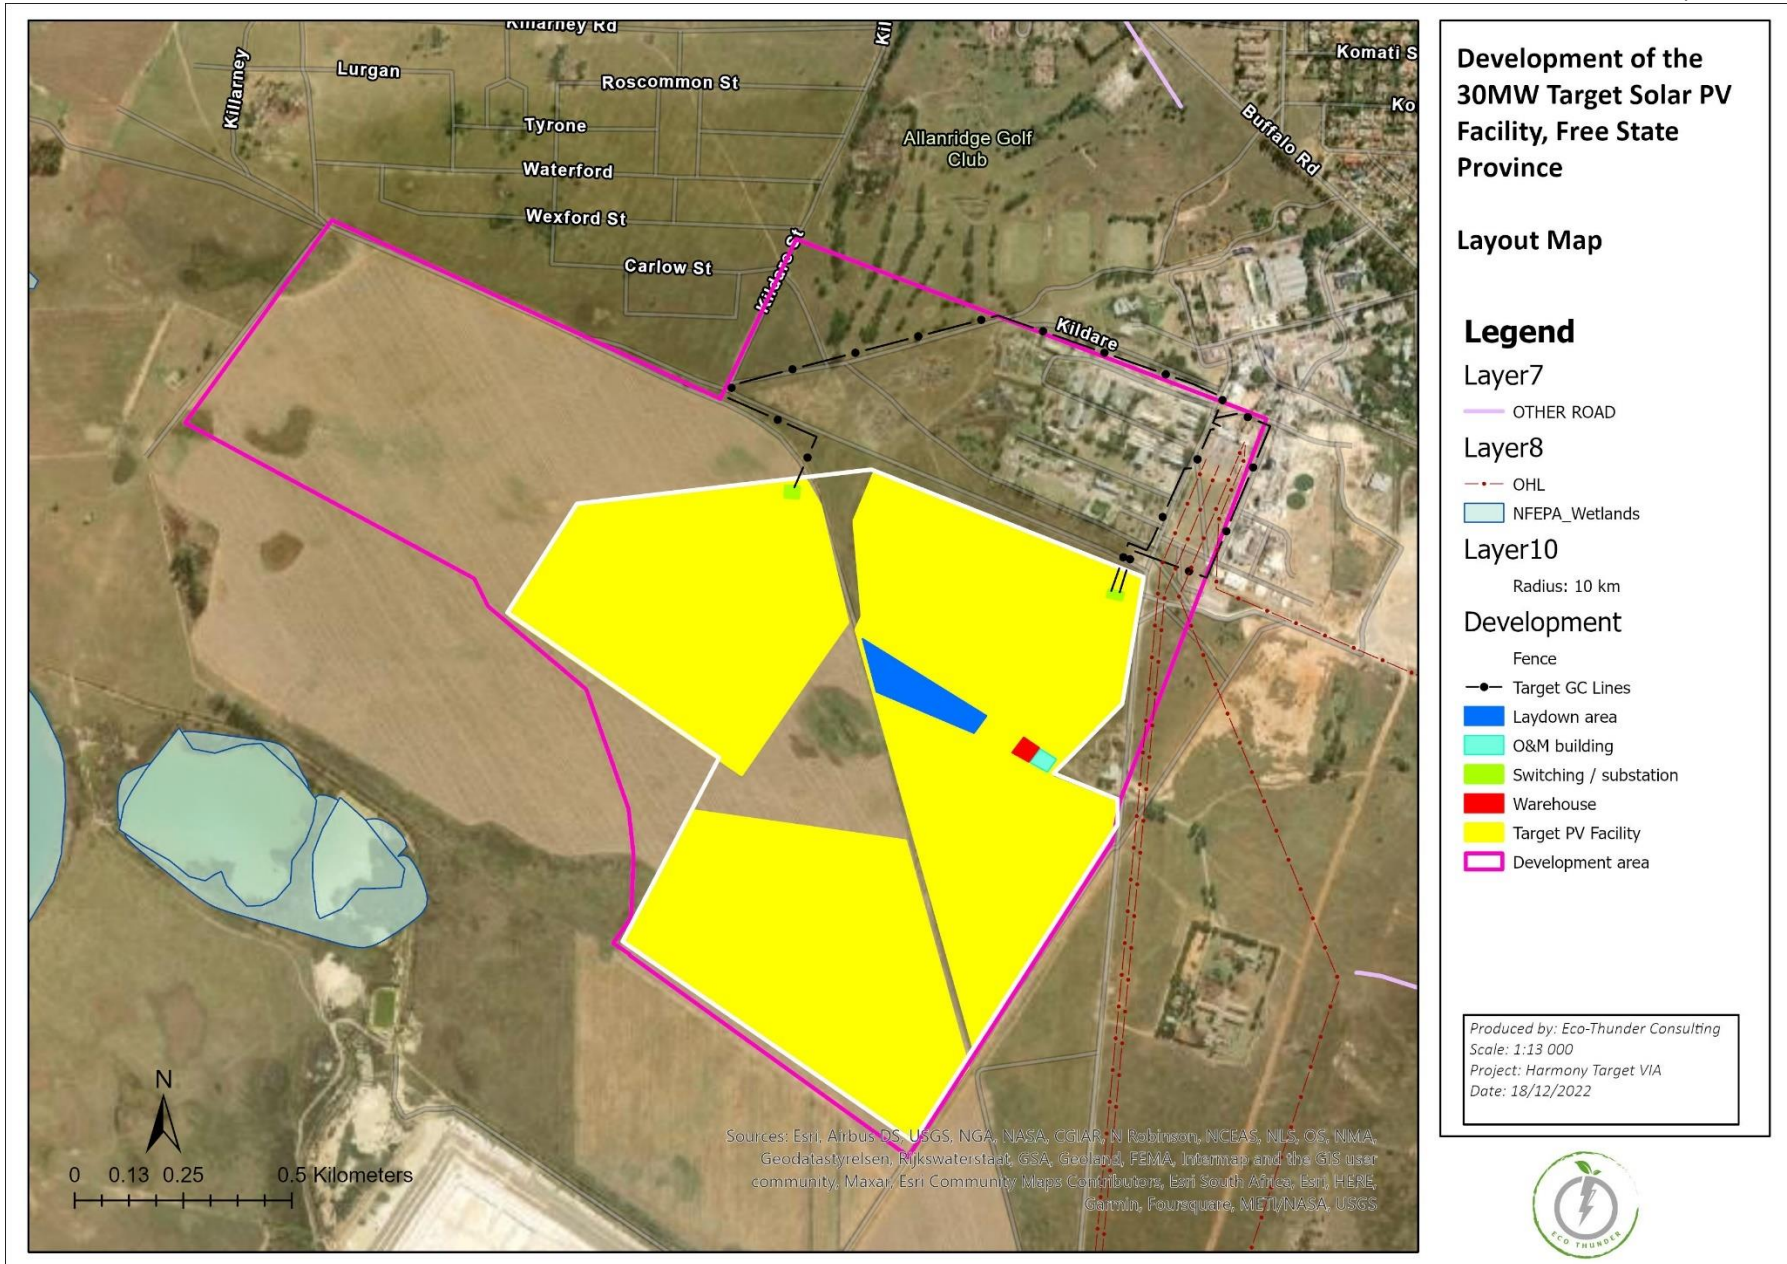 Killarney Rd
Kil
Komati S
Lurgan
Killarney
Roscommon St
Ko
Tyrone
Buffalo Rd
Allanridge Golf
Club
Waterford
Wexford St
Carlow St
Kildare St
Kildare
N
0 0.13 0.25 0.5 Kilometers
Sources: Esri, Airbus DS, USGS, NGA, NASA, CGIAR, N Robinson, NCEAS, NLS, OS, NMA,
Geodatastyrelsen, Rijkswaterstaat, GSA, Geoland, FEMA, Intermap and the GIS user
community, Maxar, Esri Community Maps Contributors, Esri South Africa, Esri, HERE,
Garmin, Foursquare, METI/NASA, USGS
Development of the
30MW Target Solar PV
Facility, Free State
Province
Layout Map
Legend
Layer7
OTHER ROAD
Layer8
OHL
NFEPA_Wetlands
Layer10
Radius: 10 km
Development
Fence
Target GC Lines
Laydown area
O&M building
Switching / substation
Warehouse
Target PV Facility
Development area
Produced by: Eco-Thunder Consulting
Scale: 1:13 000
Project: Harmony Target VIA
Date: 18/12/2022
ECO THUNDER